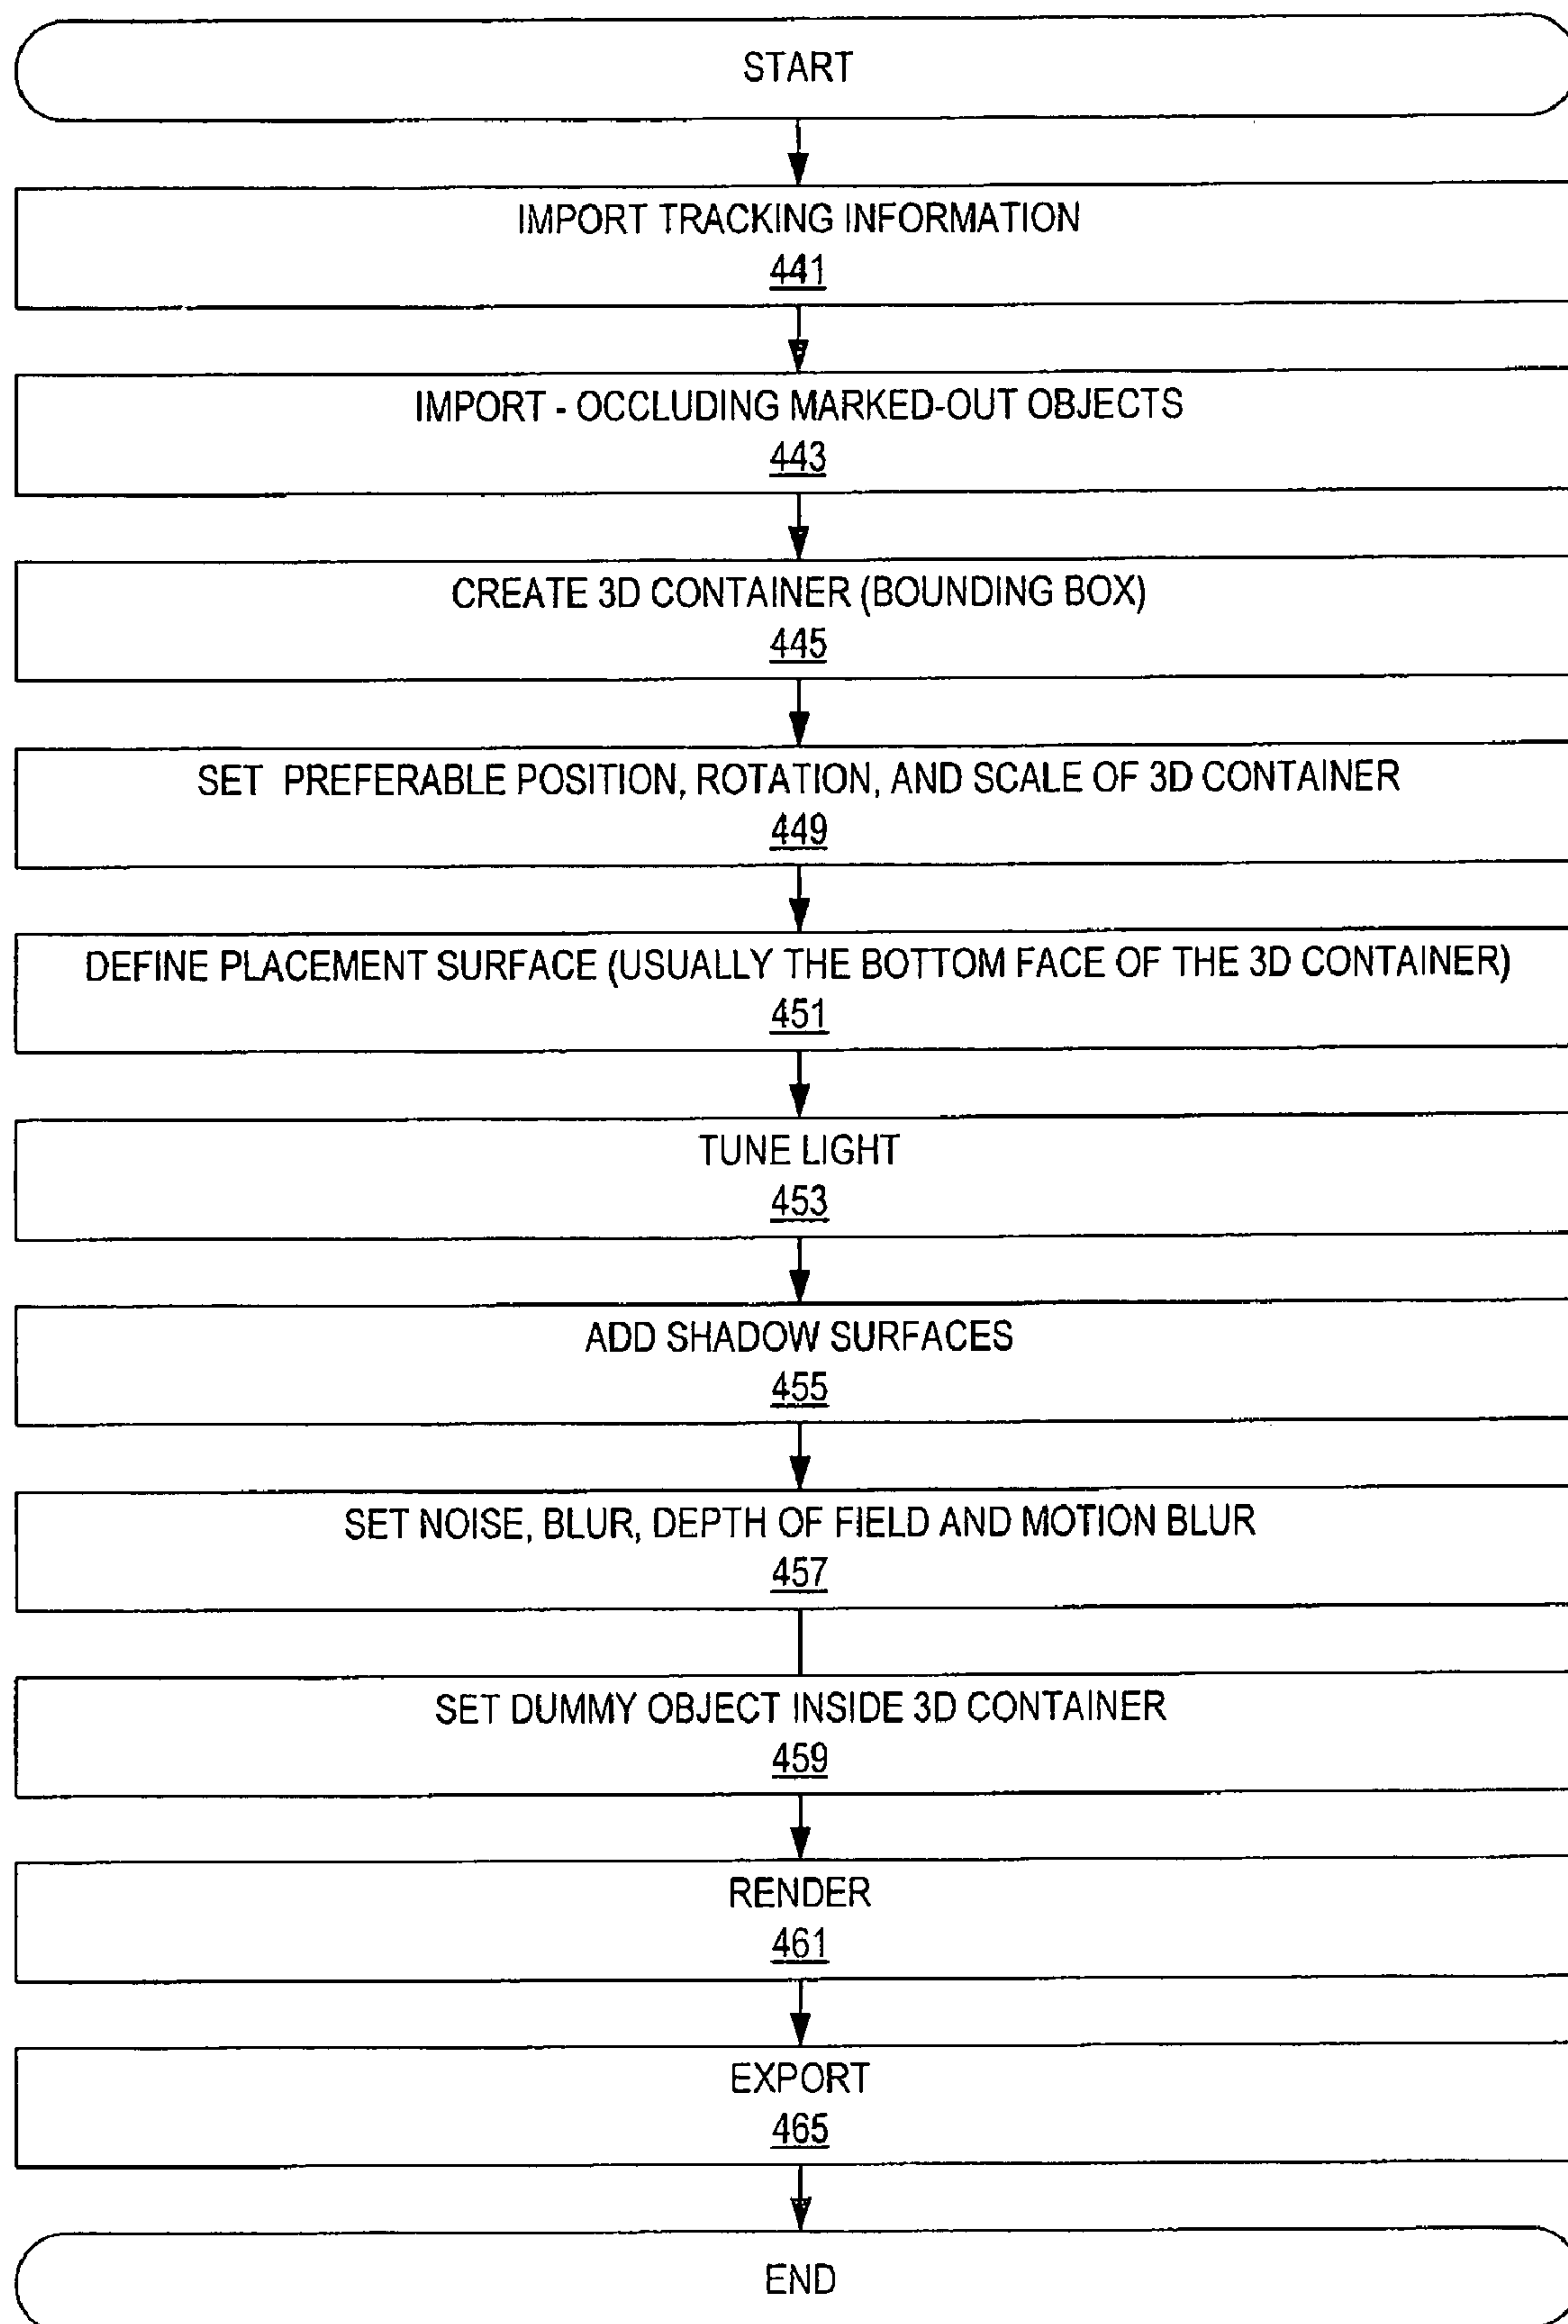 START
IMPORT TRACKING INFORMATION
441
IMPORT - OCCLUDING MARKED-OUT OBJECTS
443
CREATE 3D CONTAINER (BOUNDING BOX)
445
SET PREFERABLE POSITION, ROTATION, AND SCALE OF 3D CONTAINER
449
DEFINE PLACEMENT SURFACE (USUALLY THE BOTTOM FACE OF THE 3D CONTAINER)
451
TUNE LIGHT
453
ADD SHADOW SURFACES
455
SET NOISE, BLUR, DEPTH OF FIELD AND MOTION BLUR
457
SET DUMMY OBJECT INSIDE 3D CONTAINER
459
RENDER
461
EXPORT
465
END